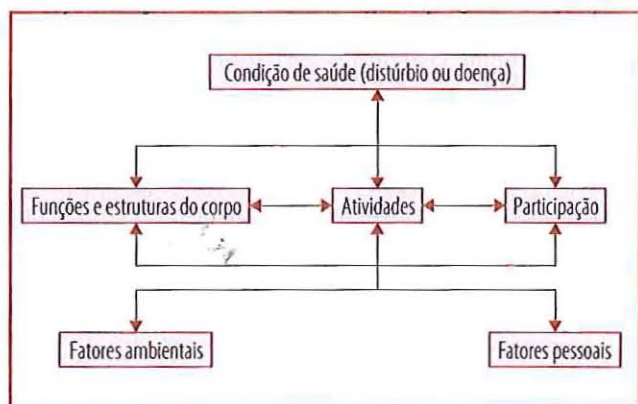 Condição de saúde (distúrbio ou doença)
Funções e estruturas do corpo
Atividades
Participação
Fatores ambientais
Fatores pessoais